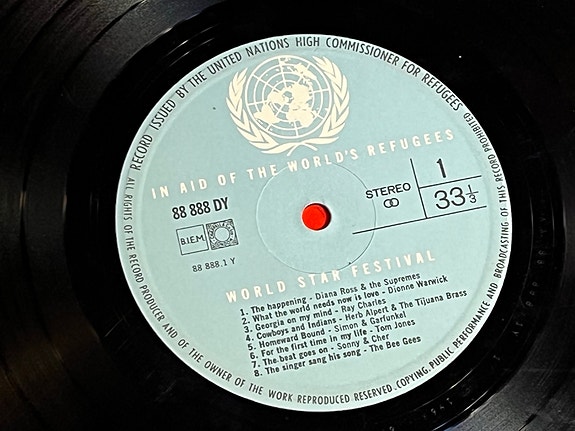 RECORD ISSUED BY THE UNITED NATIONS HIGH COMMISSIONER FOR REFUGEES
IN AID OF THE WORLD'S REFUGEES
88 888 DY
B.I.E.M.
88 888.1 Y
STEREO
1
33 1/3
WORLD STAR FESTIVAL
1. The happening - Diana Ross & the Supremes
2. What the world needs now is love - Dionne Warwick
3. Georgia on my mind - Ray Charles
4. Cowboys and Indians - Herb Alpert & The Tijuana Brass
5. Homeward Bound - Simon & Garfunkel
6. For the first time in my life - Tom Jones
7. The beat goes on - Sonny & Cher
8. The singer sang his song - The Bee Gees
ALL RIGHTS OF THE RECORD PRODUCER AND OF THE OWNER OF THE WORK REPRODUCED RESERVED. COPYING, PUBLIC PERFORMANCE AND BROADCASTING OF THIS RECORD PROHIBITED